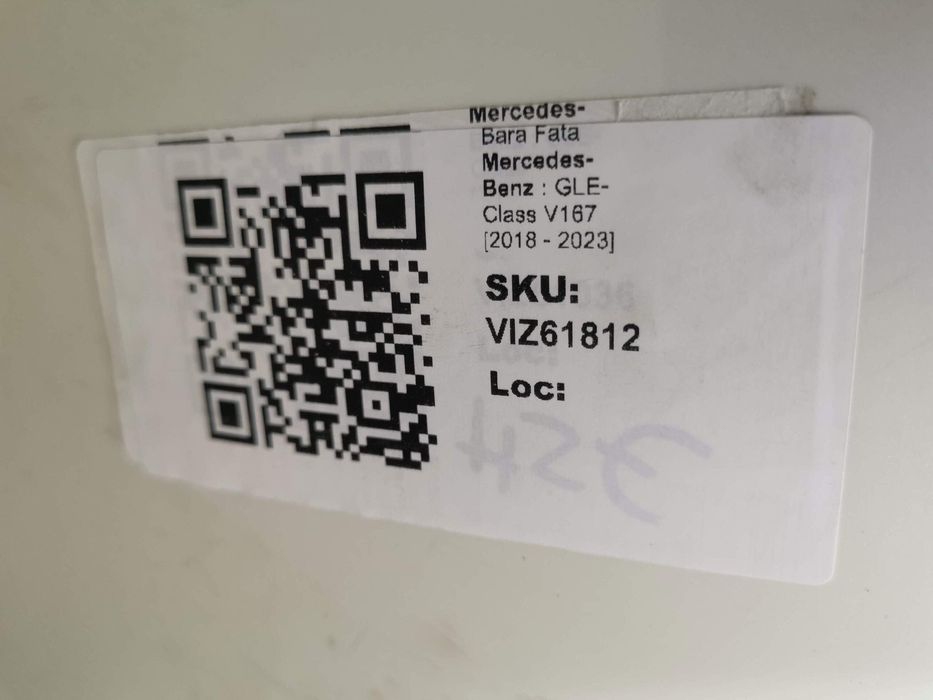 Mercedes-
Bara Fata
Mercedes-
Benz : GLE-
Class V167
[2018 - 2023]
SKU:
VIZ61812
Loc: